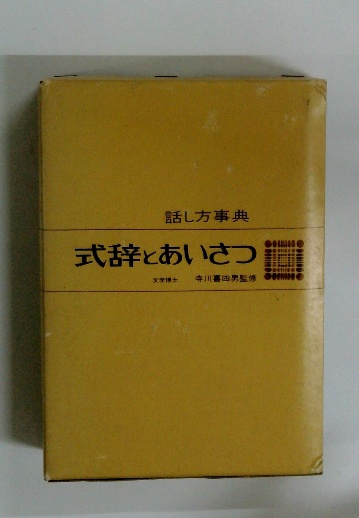 話し方事典
式辞とあいさつ
文学博士 寺川喜四男監修